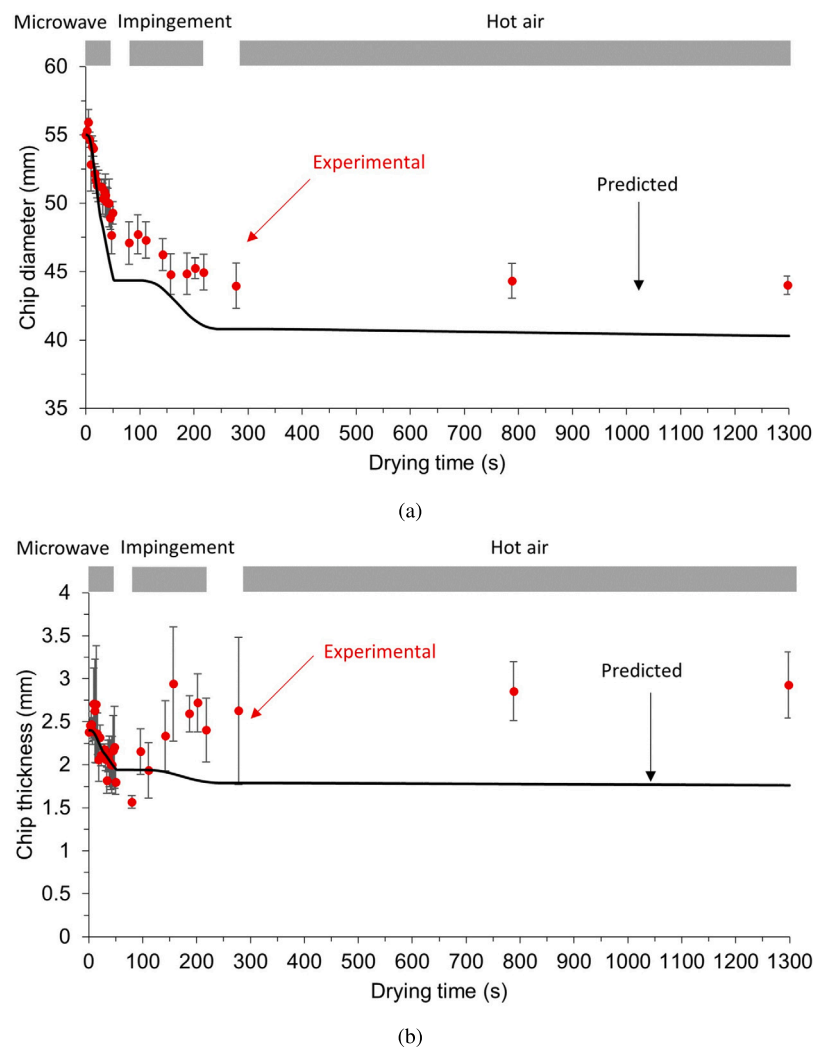 Microwave Impingement Hot air
60
55
50
45
40
35
Chip diameter (mm)
Experimental
Predicted
0 100 200 300 400 500 600 700 800 900 1000 1100 1200 1300
Drying time (s)
(a)
Microwave Impingement Hot air
4
3.5
3
2.5
2
1.5
1
0.5
0
Chip thickness (mm)
Experimental
Predicted
0 100 200 300 400 500 600 700 800 900 1000 1100 1200 1300
Drying time (s)
(b)